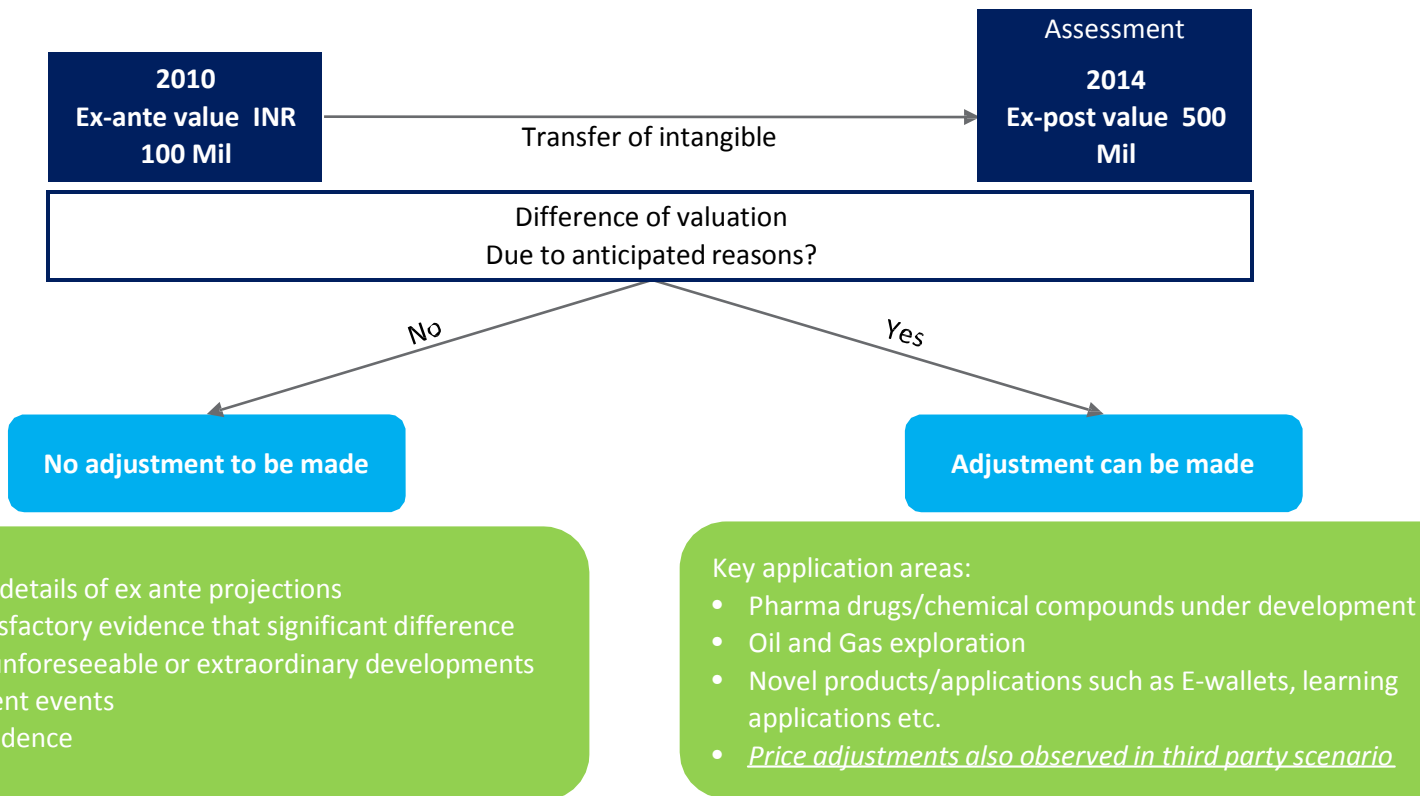 2010
Ex-ante value INR
100 Mil
Transfer of intangible
Assessment
2014
Ex-post value 500
Mil
Difference of valuation
Due to anticipated reasons?
No
Yes
No adjustment to be made
Adjustment can be made
details of ex ante projections
evidence that significant difference
unforeseeable or extraordinary developments
events
Key application areas:
• Pharma drugs/chemical compounds under development
• Oil and Gas exploration
• Novel products/applications such as E-wallets, learning
applications etc.
• Price adjustments also observed in third party scenario